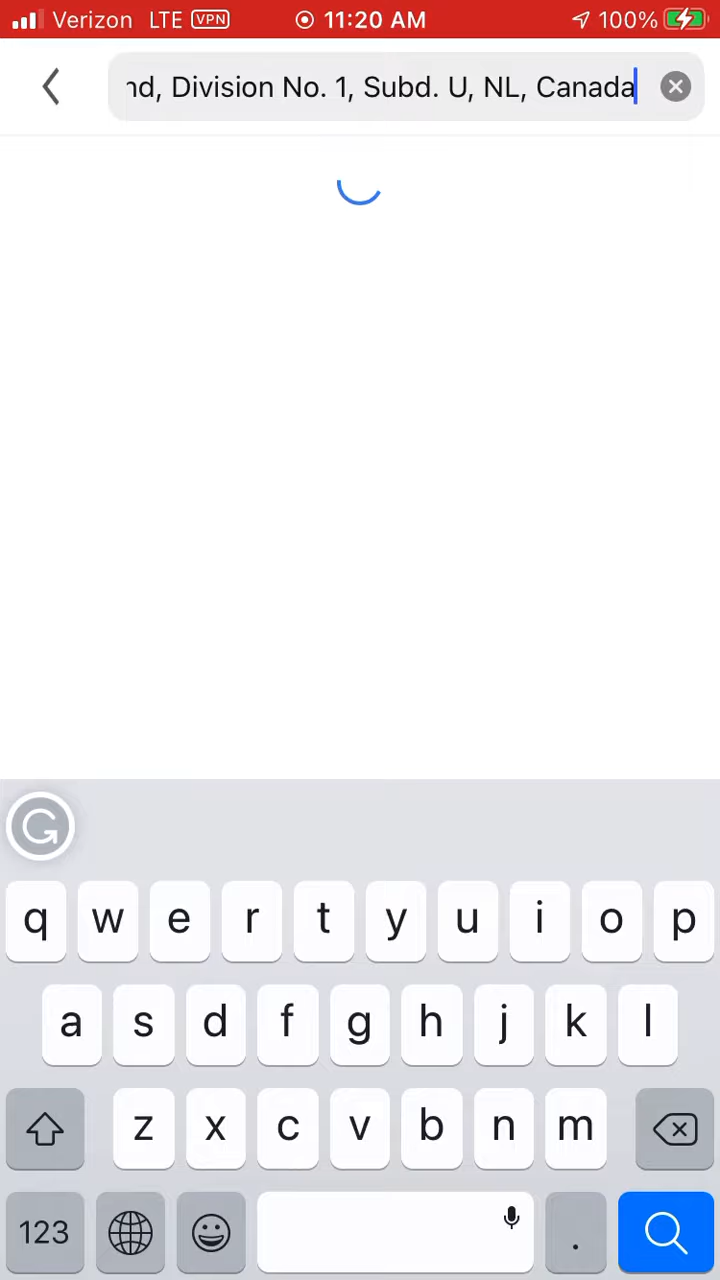 Verizon LTE VPN 11:20 AM 100%
nd, Division No. 1, Subd. U, NL, Canada
q w e r t y u i o p
a s d f g h j k l
z x c v b n m
123 .